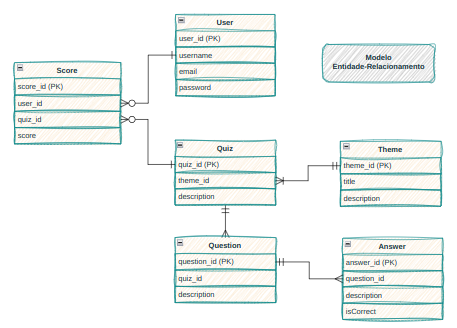 User
user_id (PK)
username
email
password
Modelo
Entidade-Relacionamento
Score
score_id (PK)
user_id
quiz_id
score
Quiz
quiz_id (PK)
theme_id
description
Theme
theme_id (PK)
title
description
Question
question_id (PK)
quiz_id
description
Answer
answer_id (PK)
question_id
description
isCorrect